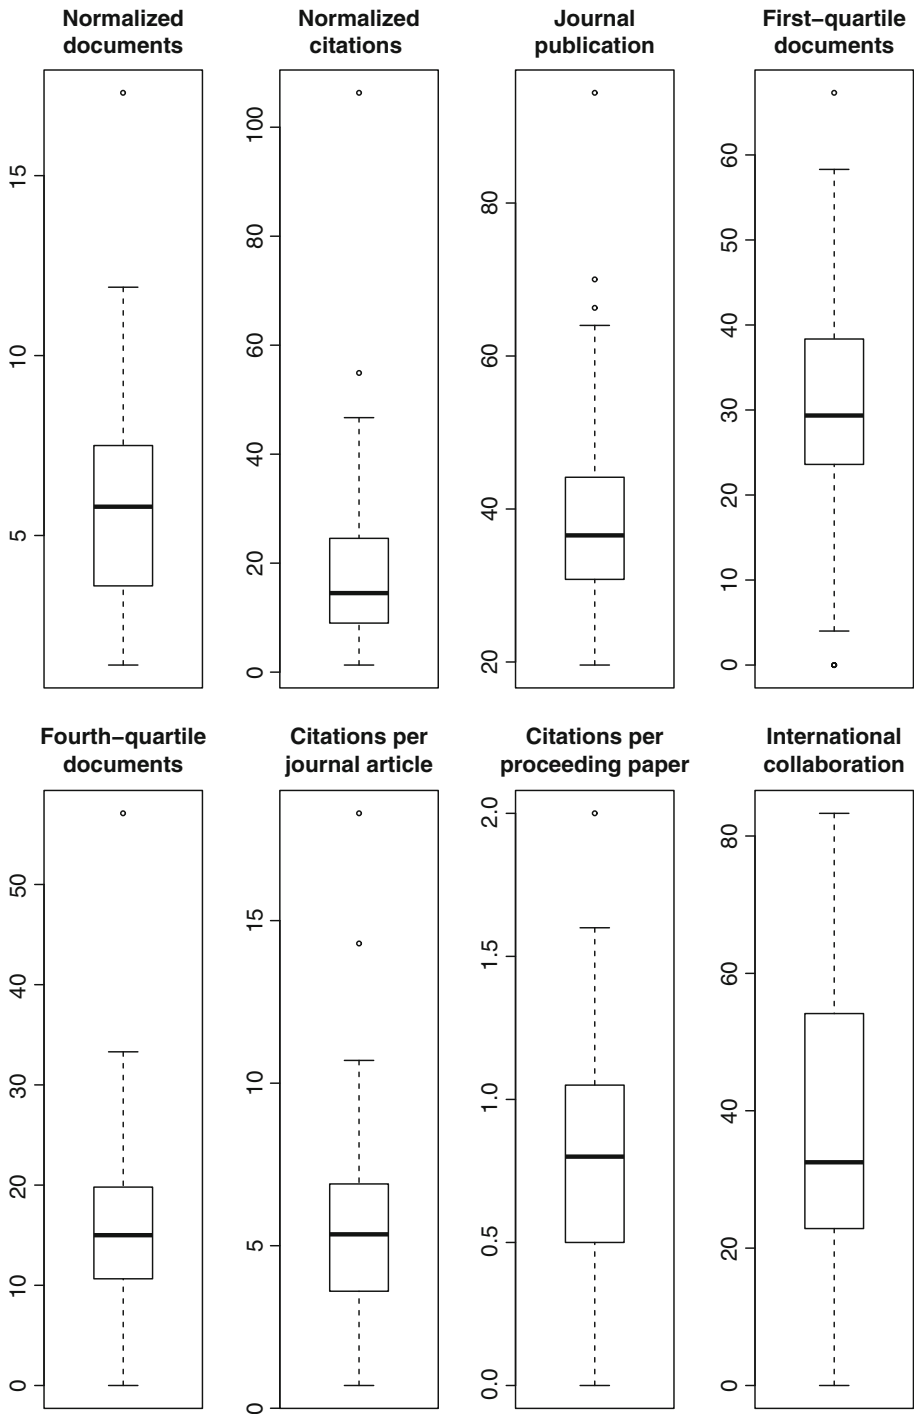 Normalized
documents
Normalized
citations
Journal
publication
First−quartile
documents
15
10
5
100
80
60
40
20
0
80
60
40
20
60
50
40
30
20
10
0
Fourth−quartile
documents
Citations per
journal article
Citations per
proceeding paper
International
collaboration
50
40
30
20
10
0
15
10
5
0
2.0
1.5
1.0
0.5
0.0
80
60
40
20
0